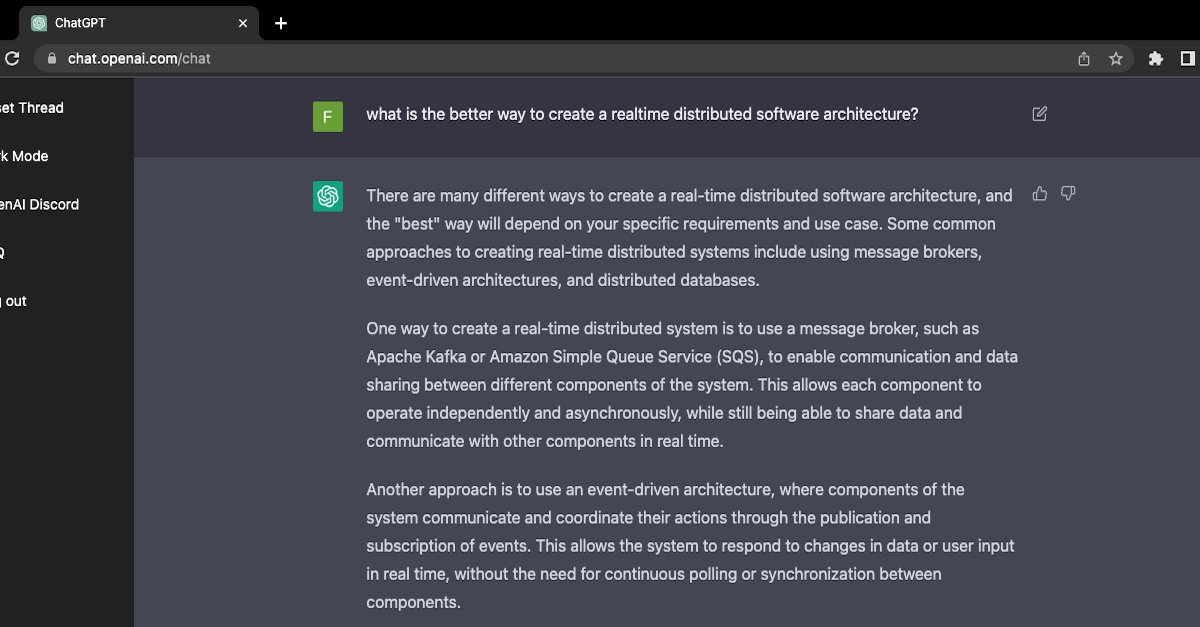 ChatGPT
chat.openai.com/chat
set Thread
rk Mode
enAI Discord
Q
g out
F
what is the better way to create a realtime distributed software architecture?
There are many different ways to create a real-time distributed software architecture, and
the "best" way will depend on your specific requirements and use case. Some common
approaches to creating real-time distributed systems include using message brokers,
event-driven architectures, and distributed databases.
One way to create a real-time distributed system is to use a message broker, such as
Apache Kafka or Amazon Simple Queue Service (SQS), to enable communication and data
sharing between different components of the system. This allows each component to
operate independently and asynchronously, while still being able to share data and
communicate with other components in real time.
Another approach is to use an event-driven architecture, where components of the
system communicate and coordinate their actions through the publication and
subscription of events. This allows the system to respond to changes in data or user input
in real time, without the need for continuous polling or synchronization between
components.